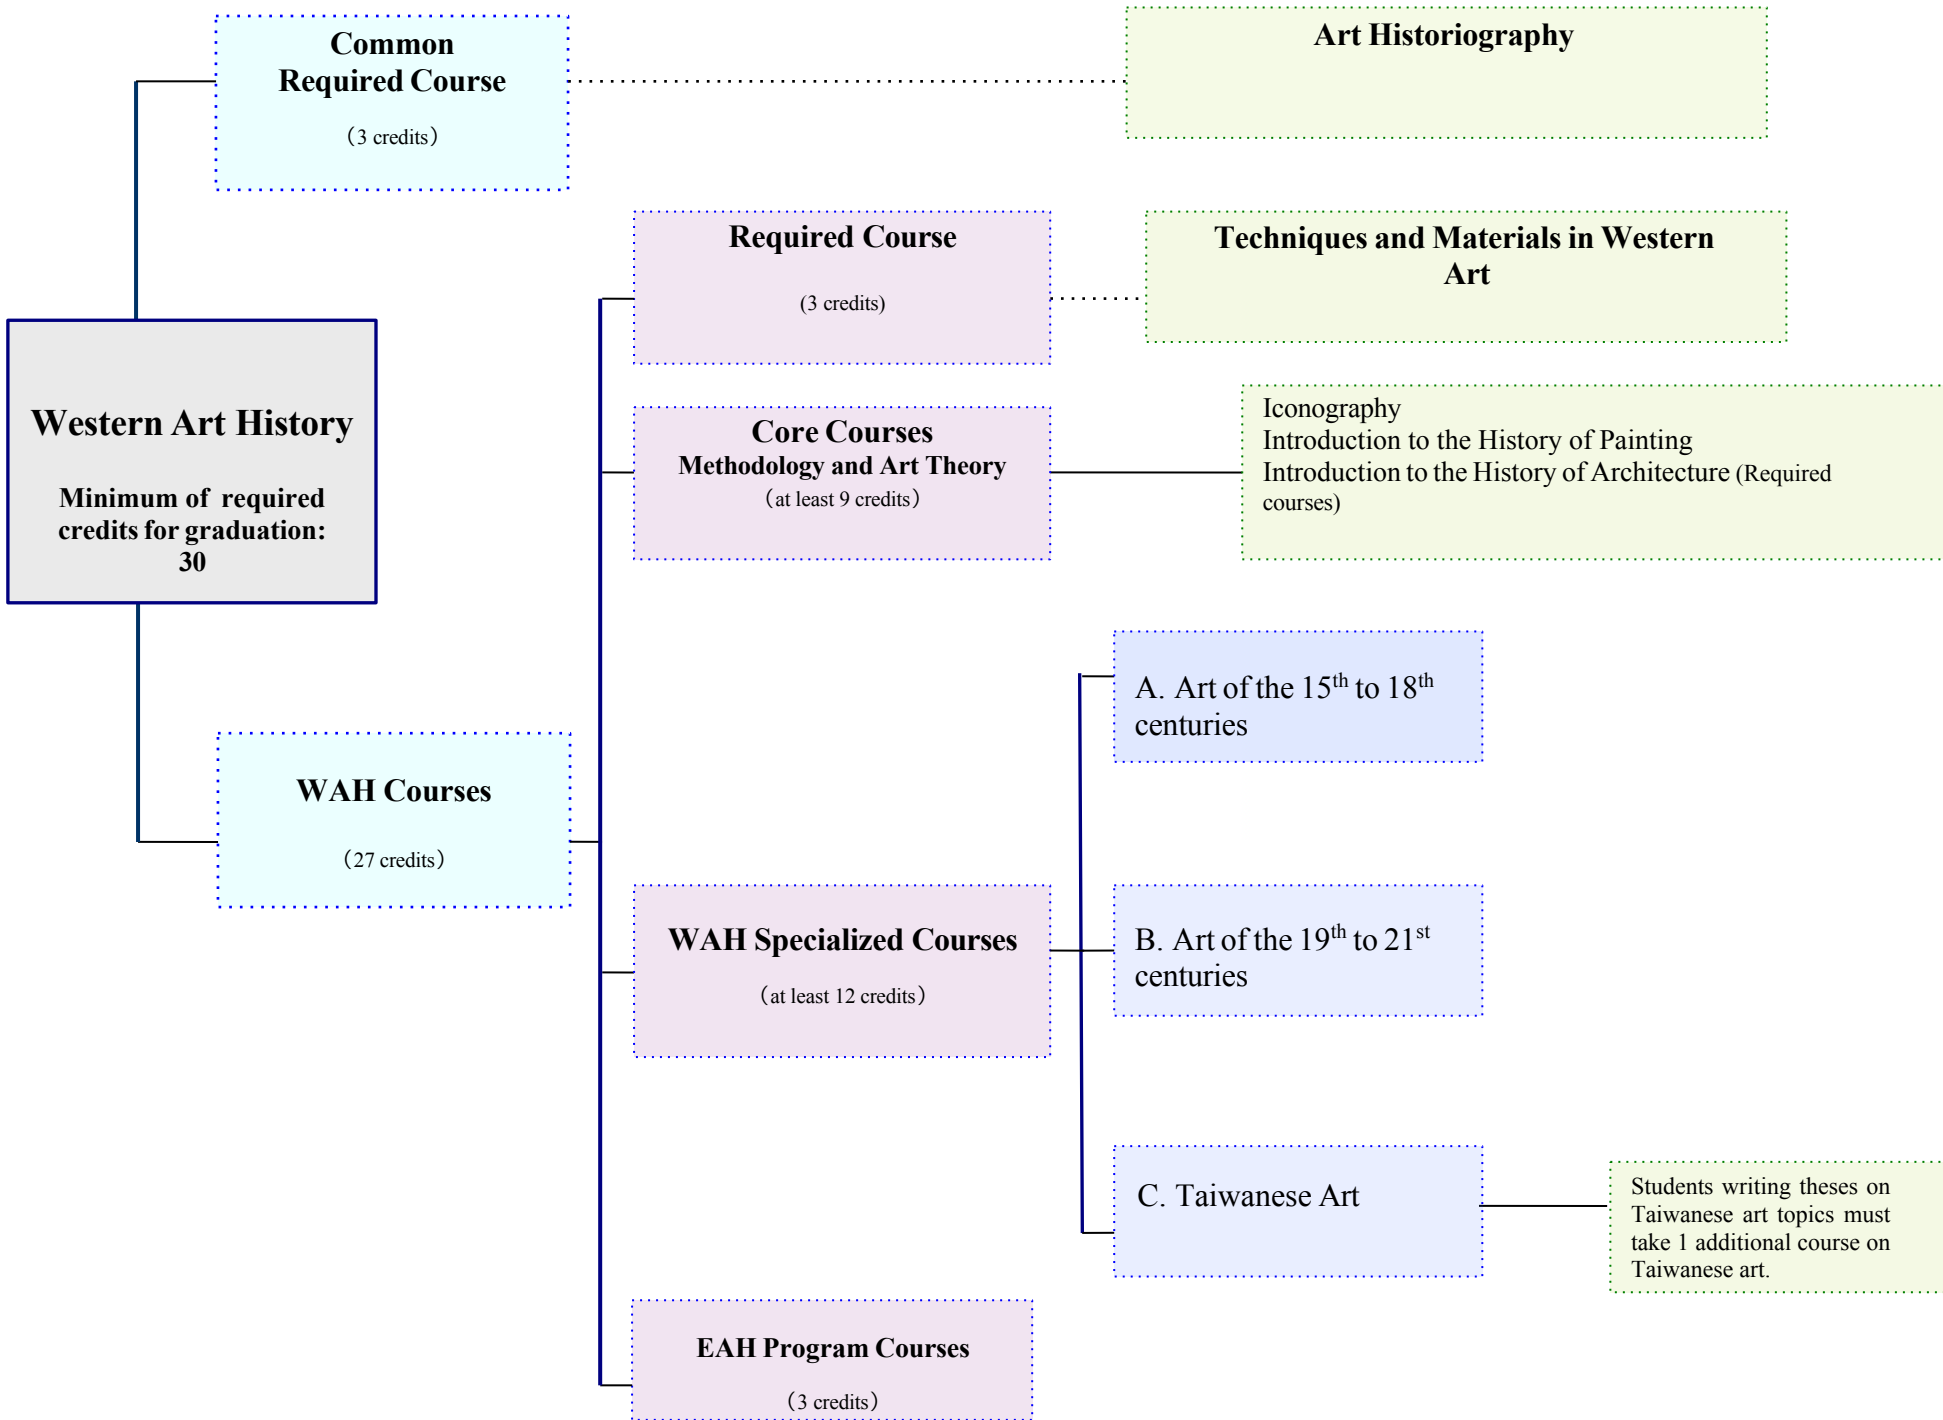 Common
Required Course
（3 credits）
Art Historiography
Required Course
(3 credits)
Techniques and Materials in Western
Art
Western Art History
Minimum of required
credits for graduation:
30
Core Courses
Methodology and Art Theory
（at least 9 credits）
Iconography
Introduction to the History of Painting
Introduction to the History of Architecture (Required
courses)
WAH Courses
（27 credits）
WAH Specialized Courses
（at least 12 credits）
A. Art of the 15th to 18th
centuries
B. Art of the 19th to 21st
centuries
C. Taiwanese Art
Students writing theses on
Taiwanese art topics must
take 1 additional course on
Taiwanese art.
EAH Program Courses
（3 credits）